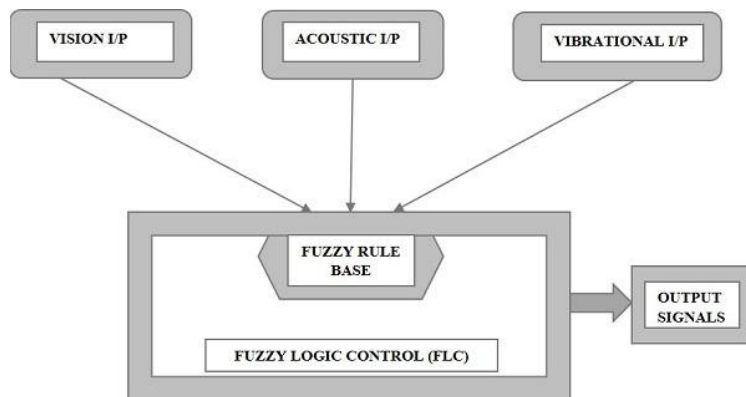 VISION I/P
ACOUSTIC I/P
VIBRATIONAL I/P
FUZZY RULE
BASE
OUTPUT
SIGNALS
FUZZY LOGIC CONTROL (FLC)